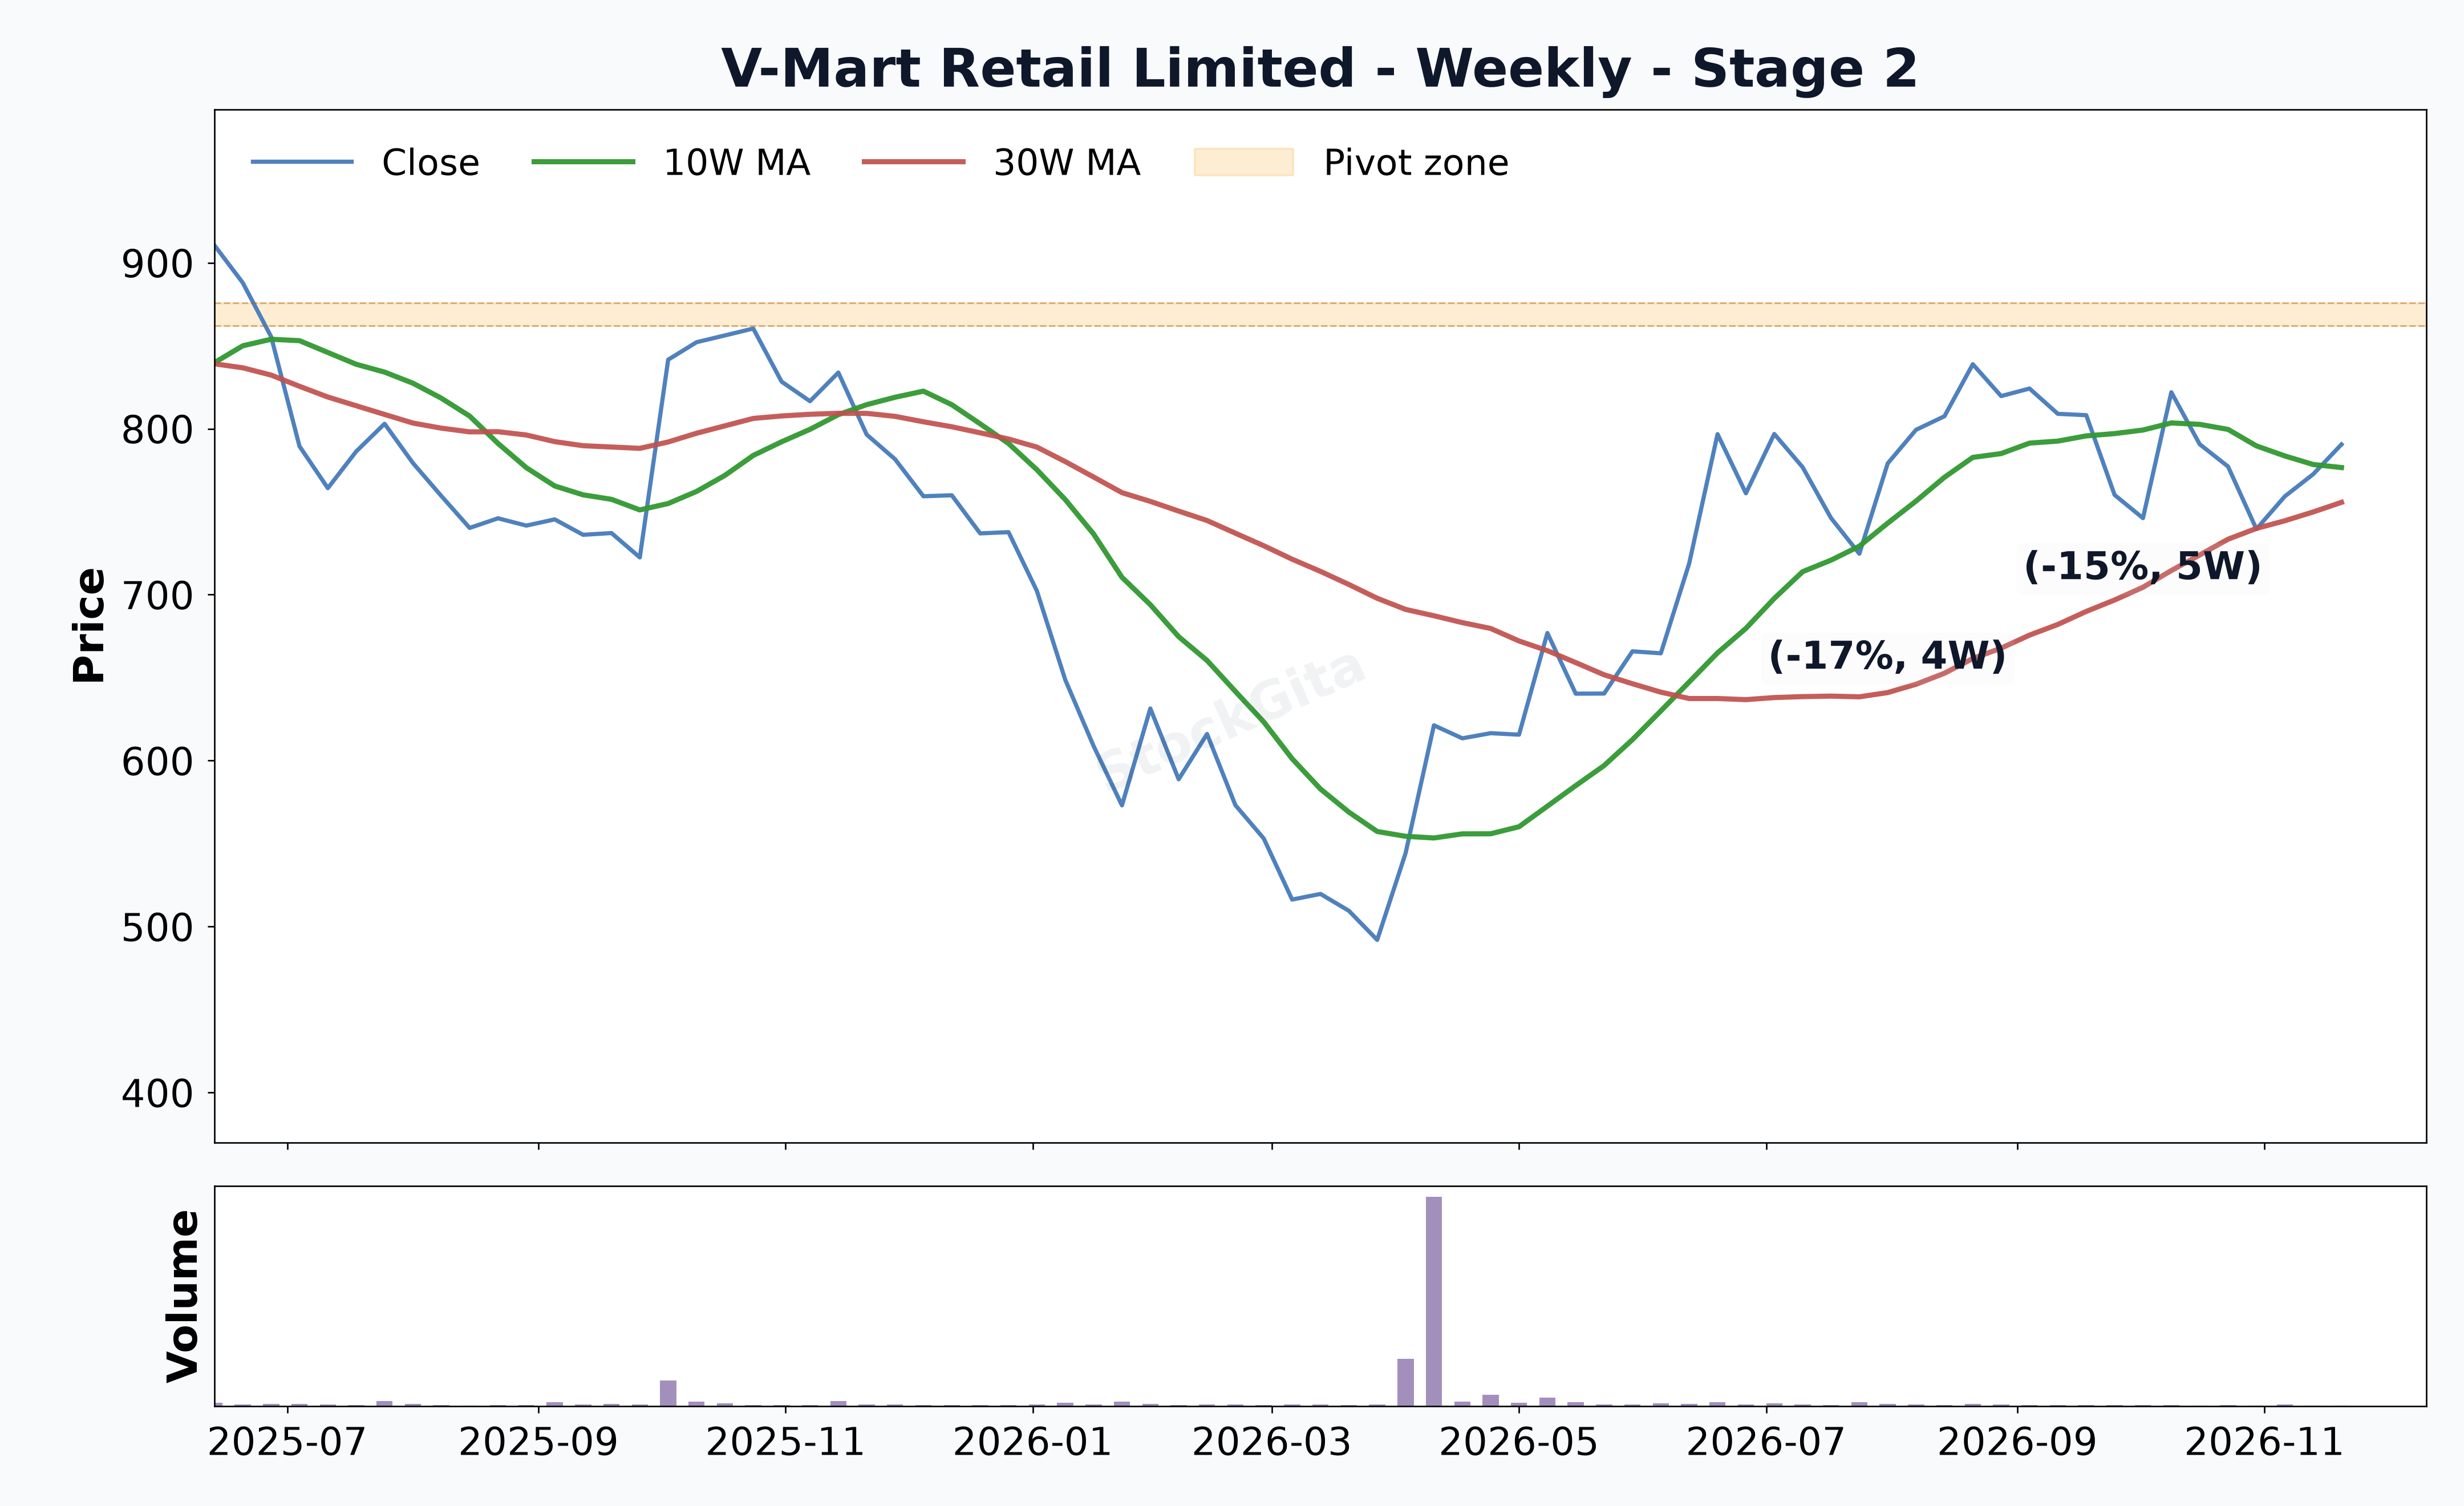 V-Mart Retail Limited - Weekly - Stage 2
Close 10W MA 30W MA Pivot zone
900
800
700
600
500
400
Price
(-15%, 5W)
(-17%, 4W)
StockGita
Volume
2025-07 2025-09 2025-11 2026-01 2026-03 2026-05 2026-07 2026-09 2026-11